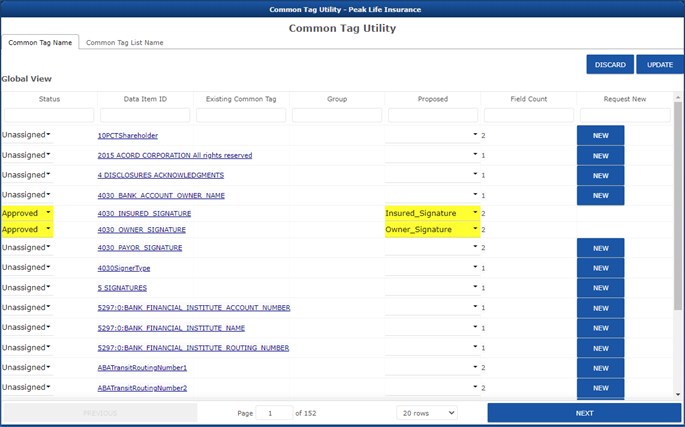 Common Tag Utility - Peak Life Insurance
Common Tag Utility
Common Tag Name Common Tag List Name
DISCARD UPDATE
Global View
Status Data Item ID Existing Common Tag Group Proposed Field Count Request New
Unassigned 10PCTShareholder 2 NEW
Unassigned 2015 ACORD CORPORATION All rights reserved 1 NEW
Unassigned 4 DISCLOSURES ACKNOWLEDGMENTS 1 NEW
Unassigned 4030_BANK_ACCOUNT_OWNER_NAME 1 NEW
Approved 4030_INSURED_SIGNATURE Insured_Signature 2
Approved 4030_OWNER_SIGNATURE Owner_Signature 2
Unassigned 4030_PAYOR_SIGNATURE 2 NEW
Unassigned 4030SignerType 1 NEW
Unassigned 5 SIGNATURES 1 NEW
Unassigned 5297:0:BANK_FINANCIAL_INSTITUTE_ACCOUNT_NUMBER 1 NEW
Unassigned 5297:0:BANK_FINANCIAL_INSTITUTE_NAME 1 NEW
Unassigned 5297:0:BANK_FINANCIAL_INSTITUTE_ROUTING_NUMBER 1 NEW
Unassigned ABATransitRoutingNumber1 2 NEW
Unassigned ABATransitRoutingNumber2 2 NEW
PREVIOUS Page 1 of 152 20 rows NEXT